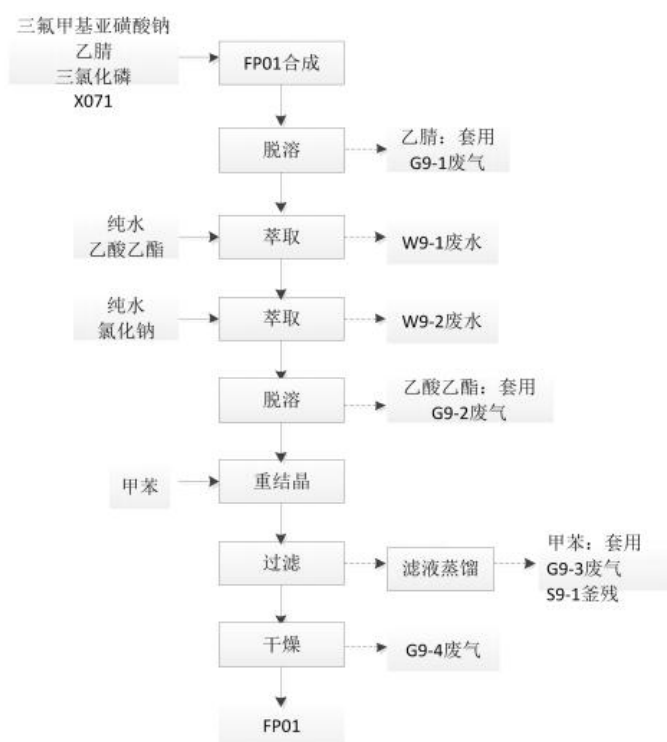 三氟甲基亚磺酸钠
乙腈
三氯化磷
X071
FP01合成
脱溶
乙腈：套用
G9-1废气
纯水
乙酸乙酯
萃取
W9-1废水
纯水
氯化钠
萃取
W9-2废水
脱溶
乙酸乙酯：套用
G9-2废气
甲苯
重结晶
过滤
滤液蒸馏
甲苯：套用
G9-3废气
S9-1釜残
干燥
G9-4废气
FP01